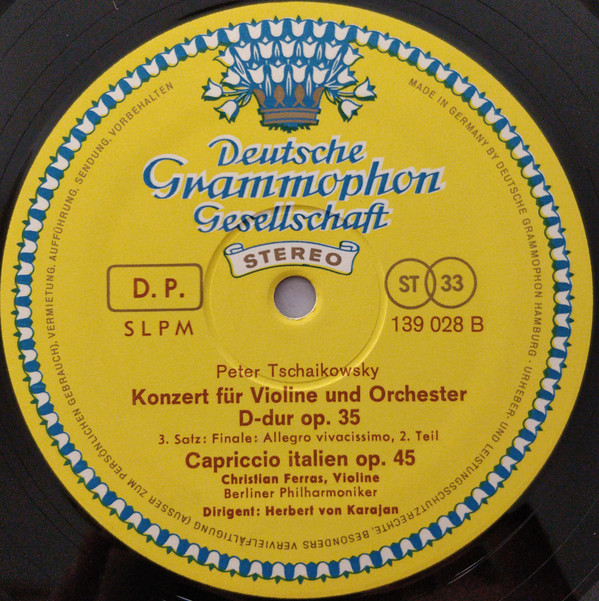 Deutsche
Grammophon
Gesellschaft
STEREO
D. P.
SLPM
ST 33
139 028 B
Peter Tschaikowsky
Konzert für Violine und Orchester
D-dur op. 35
3. Satz: Finale: Allegro vivacissimo, 2. Teil
Capriccio italien op. 45
Christian Ferras, Violine
Berliner Philharmoniker
Dirigent: Herbert von Karajan
MADE IN GERMANY BY DEUTSCHE GRAMMOPHON HAMBURG · URHEBER- UND LEISTUNGSSCHUTZRECHTE, BESONDERS VERVIELFÄLTIGUNG (AUSSER ZUM PERSÖNLICHEN GEBRAUCH), VERMIETUNG, AUFFÜHRUNG, SENDUNG, VORBEHALTEN